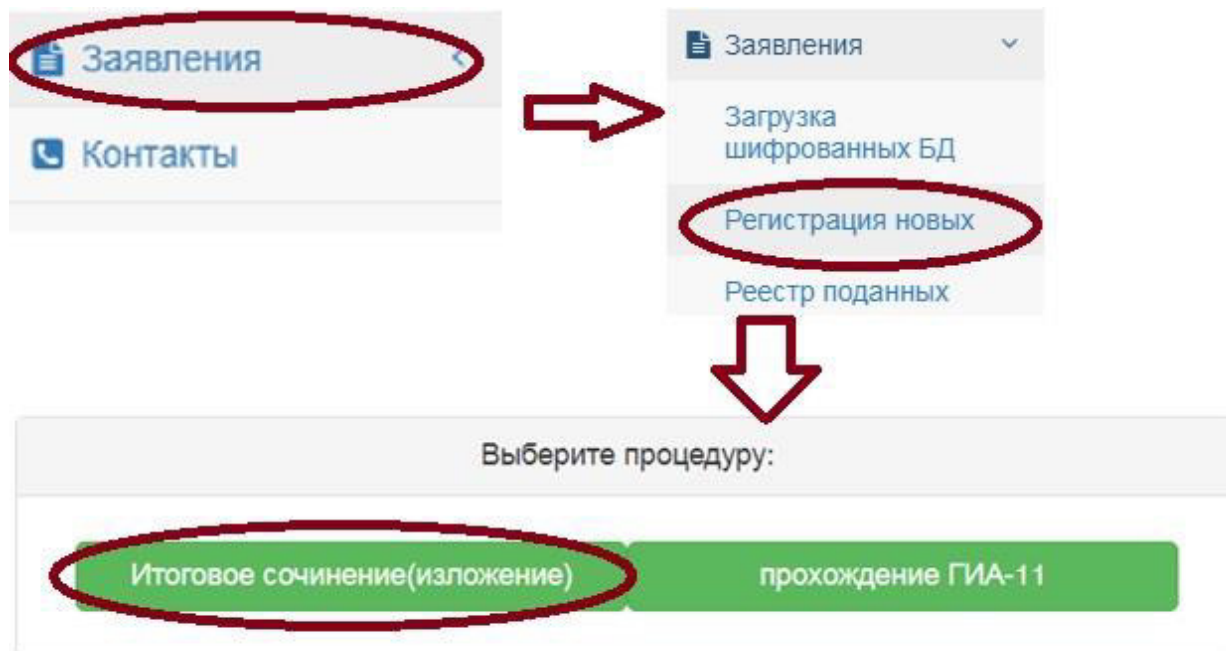 Заявления
Контакты
Заявления
Загрузка
шифрованных БД
Регистрация новых
Реестр поданных
Выберите процедуру:
Итоговое сочинение(изложение)
прохождение ГИА-11